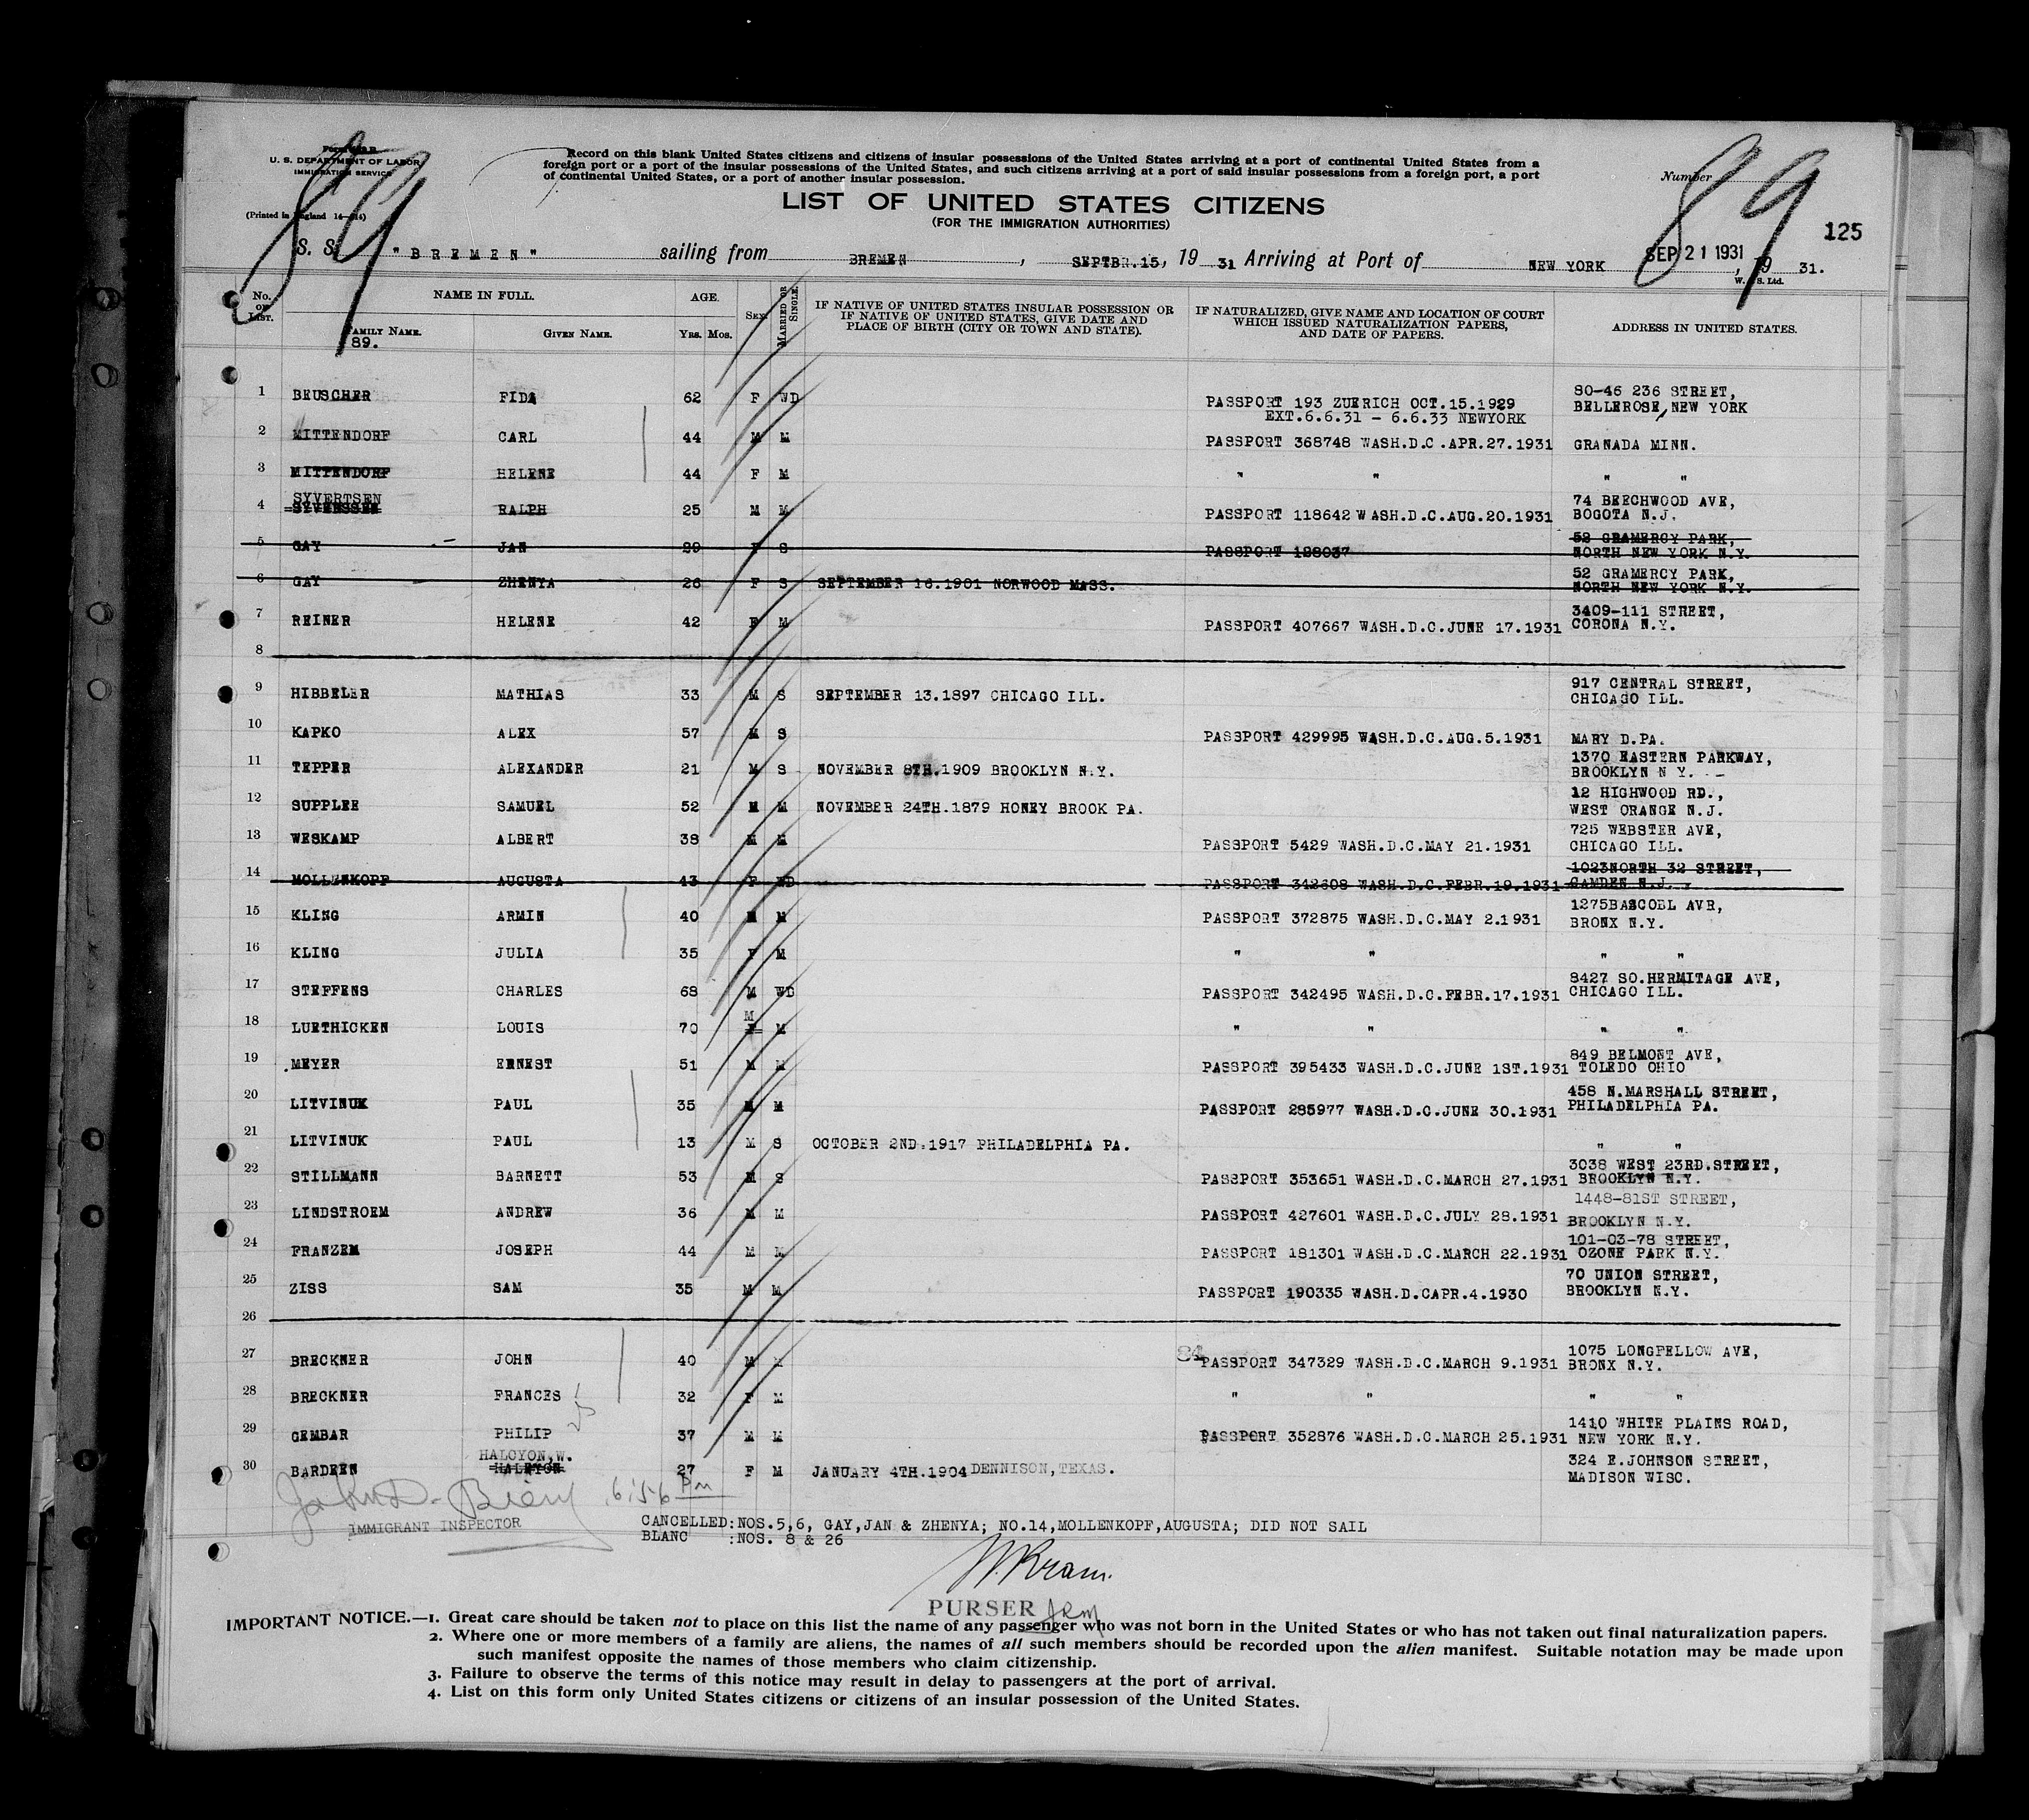 89
89
U. S. DEPARTMENT OF LABOR
IMMIGRATION SERVICE
(Printed in England
Record on this blank United States citizens and citizens of insular possessions of the United States arriving at a port of continental United States from a
foreign port or a port of the insular possessions of the United States, and such citizens arriving at a port of said insular possessions from a foreign port, a port
of continental United States, or a port of another insular possession.
LIST OF UNITED STATES CITIZENS
(FOR THE IMMIGRATION AUTHORITIES)
Number
125
S. S. "BREMEN" sailing from BREMEN, SEPTBR.15, 19 31 Arriving at Port of NEW YORK SEP 21 1931, 19 31.
No. on List. NAME IN FULL. AGE. Sex. Married or Single. IF NATIVE OF UNITED STATES INSULAR POSSESSION OR IF NATIVE OF UNITED STATES, GIVE DATE AND PLACE OF BIRTH (CITY OR TOWN AND STATE). IF NATURALIZED, GIVE NAME AND LOCATION OF COURT WHICH ISSUED NATURALIZATION PAPERS, AND DATE OF PAPERS. ADDRESS IN UNITED STATES.
Family Name. Given Name. Yrs. Mos.
89.
1 BEUSCHER FIDA 62 F WD PASSPORT 193 ZUERICH OCT.15.1929 80-46 236 STREET,
EXT.6.6.31 - 6.6.33 NEWYORK BELLEROSE, NEW YORK
2 MITTENDORF CARL 44 M M PASSPORT 368748 WASH.D.C.APR.27.1931 GRANADA MINN.
3 MITTENDORF HELENE 44 F M " " " "
SYVERTSEN
4 SYVENSSEN RALPH 25 M M PASSPORT 118642 WASH.D.C.AUG.20.1931 74 BEECHWOOD AVE,
BOGOTA N.J.
5 GAY JAN 29 F S PASSPORT 128037 52 GRAMERCY PARK,
NORTH NEW YORK N.Y.
6 GAY ZHENYA 26 F S SEPTEMBER 16.1901 NORWOOD MASS. 52 GRAMERCY PARK,
NORTH NEW YORK N.Y.
7 REINER HELENE 42 F M PASSPORT 407667 WASH.D.C.JUNE 17.1931 3409-111 STREET,
CORONA N.Y.
8
9 HIBBELER MATHIAS 33 M S SEPTEMBER 13.1897 CHICAGO ILL. 917 CENTRAL STREET,
CHICAGO ILL.
10 KAPKO ALEX 57 M S PASSPORT 429995 WASH.D.C.AUG.5.1931 MARY D.PA.
11 TEPPER ALEXANDER 21 M S NOVEMBER 8TH.1909 BROOKLYN N.Y. 1370 EASTERN PARKWAY,
BROOKLYN N Y.
12 SUPPLEE SAMUEL 52 M M NOVEMBER 24TH.1879 HONEY BROOK PA. 12 HIGHWOOD RD.,
WEST ORANGE N.J.
13 WESKAMP ALBERT 38 M M PASSPORT 5429 WASH.D.C.MAY 21.1931 725 WEBSTER AVE,
CHICAGO ILL.
14 MOLLENKOPF AUGUSTA 43 F WD PASSPORT 342608 WASH.D.C.FEBR.19.1931 1023NORTH 32 STREET,
CAMDEN N.J.
15 KLING ARMIN 40 M M PASSPORT 372875 WASH.D.C.MAY 2.1931 1275BASCOBL AVR,
BRONX N.Y.
16 KLING JULIA 35 F M " " " "
17 STEFFENS CHARLES 68 M WD PASSPORT 342495 WASH.D.C.FEBR.17.1931 8427 SO.HERMITAGE AVE,
CHICAGO ILL.
M
18 LUETHICKEN LOUIS 70 F M " " " "
19 MEYER ERNEST 51 M M PASSPORT 395433 WASH.D.C.JUNE 1ST.1931 849 BELMONT AVE,
TOLEDO OHIO
20 LITVINUK PAUL 35 M M PASSPORT 285977 WASH.D.C.JUNE 30.1931 458 N.MARSHALL STREET,
PHILADELPHIA PA.
21 LITVINUK PAUL 13 M S OCTOBER 2ND.1917 PHILADELPHIA PA. " "
22 STILLMANN BARNETT 53 M S PASSPORT 353651 WASH.D.C.MARCH 27.1931 3038 WEST 23RD.STREET,
BROOKLYN N.Y.
23 LINDSTROEM ANDREW 36 M M PASSPORT 427601 WASH.D.C.JULY 28.1931 1448-81ST STREET,
BROOKLYN N.Y.
24 FRANZEM JOSEPH 44 M M PASSPORT 181301 WASH.D.C.MARCH 22.1931 101-03-78 STREET,
OZONE PARK N.Y.
25 ZISS SAM 35 M M PASSPORT 190335 WASH.D.CAPR.4.1930 70 UNION STREET,
BROOKLYN N.Y.
26
27 BRECKNER JOHN 40 M M 84 PASSPORT 347329 WASH.D.C.MARCH 9.1931 1075 LONGFELLOW AVE,
BRONX N.Y.
28 BRECKNER FRANCES 32 F M " " " "
29 GEMBAR PHILIP 37 M M PASSPORT 352876 WASH.D.C.MARCH 25.1931 1410 WHITE PLAINS ROAD,
NEW YORK N.Y.
HALCYON,W.
30 BARDEEN HALETON 27 F M JANUARY 4TH.1904 DENNISON, TEXAS. 324 E.JOHNSON STREET,
MADISON WISC.
John D. Biery 6:56 Pm
IMMIGRANT INSPECTOR
CANCELLED:NOS.5,6, GAY,JAN & ZHENYA; NO.14,MOLLENKOPF,AUGUSTA; DID NOT SAIL
BLANC :NOS. 8 & 26
PURSER
IMPORTANT NOTICE.—1. Great care should be taken not to place on this list the name of any passenger who was not born in the United States or who has not taken out final naturalization papers.
2. Where one or more members of a family are aliens, the names of all such members should be recorded upon the alien manifest. Suitable notation may be made upon
such manifest opposite the names of those members who claim citizenship.
3. Failure to observe the terms of this notice may result in delay to passengers at the port of arrival.
4. List on this form only United States citizens or citizens of an insular possession of the United States.